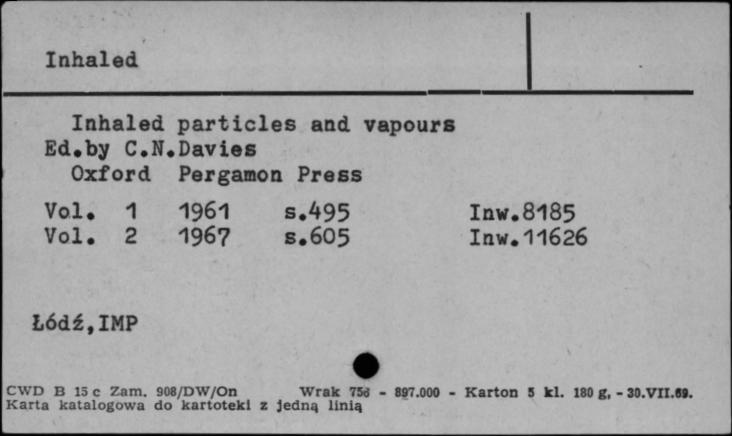 Inhaled
Inhaled particles and vapours
Ed.by C.N.Davies
Oxford Pergamon Press
Vol. 1 1961 s.495 Inw.8185
Vol. 2 1967 s.605 Inw.11626
Łódź,IMP
CWD B 15 c Zam. 908/DW/On Wrak - 897.000 - Karton 5 kl. 180 g, - 30.VII.69.
Karta katalogowa do kartoteki z jedną linią